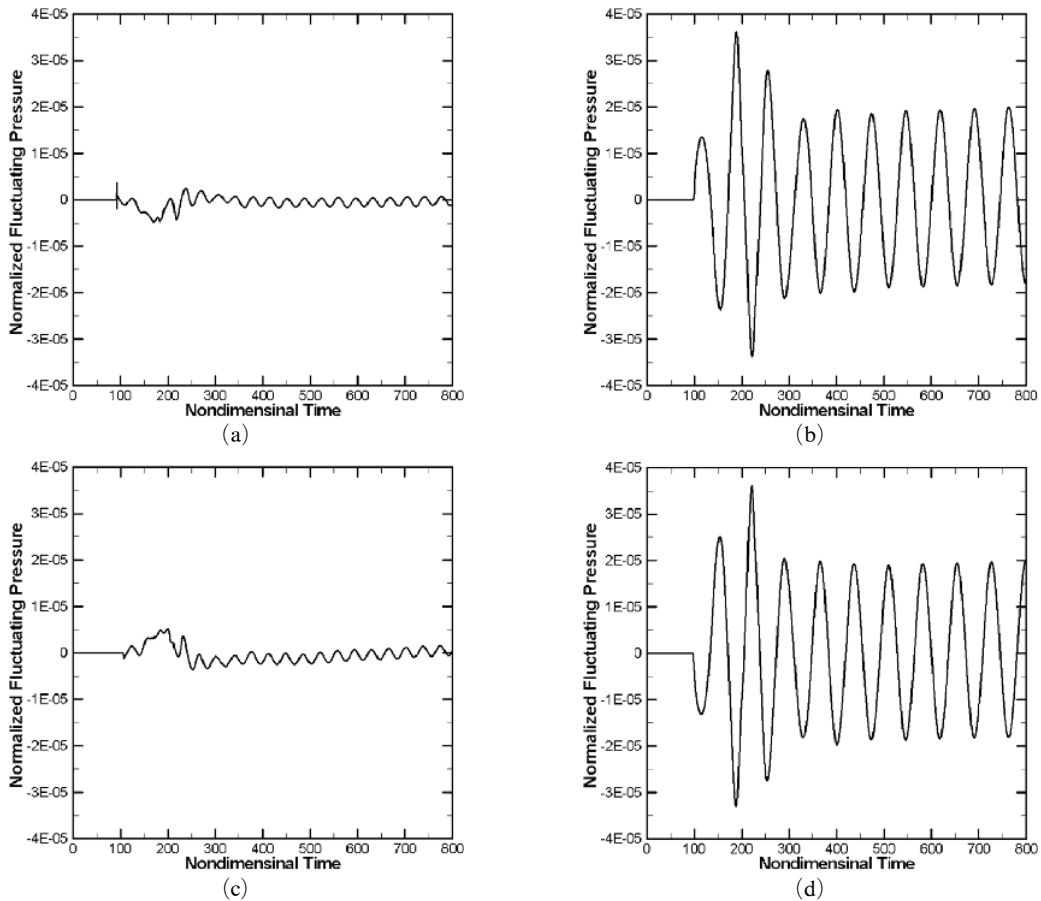 4E-05
3E-05
2E-05
1E-05
0
-1E-05
-2E-05
-3E-05
-4E-05
Normalized Fluctuating Pressure
0 100 200 300 400 500 600 700 800
Nondimensinal Time
(a)
4E-05
3E-05
2E-05
1E-05
0
-1E-05
-2E-05
-3E-05
-4E-05
Normalized Fluctuating Pressure
0 100 200 300 400 500 600 700 800
Nondimensinal Time
(b)
4E-05
3E-05
2E-05
1E-05
0
-1E-05
-2E-05
-3E-05
-4E-05
Normalized Fluctuating Pressure
0 100 200 300 400 500 600 700 800
Nondimensinal Time
(c)
4E-05
3E-05
2E-05
1E-05
0
-1E-05
-2E-05
-3E-05
-4E-05
Normalized Fluctuating Pressure
0 100 200 300 400 500 600 700 800
Nondimensinal Time
(d)